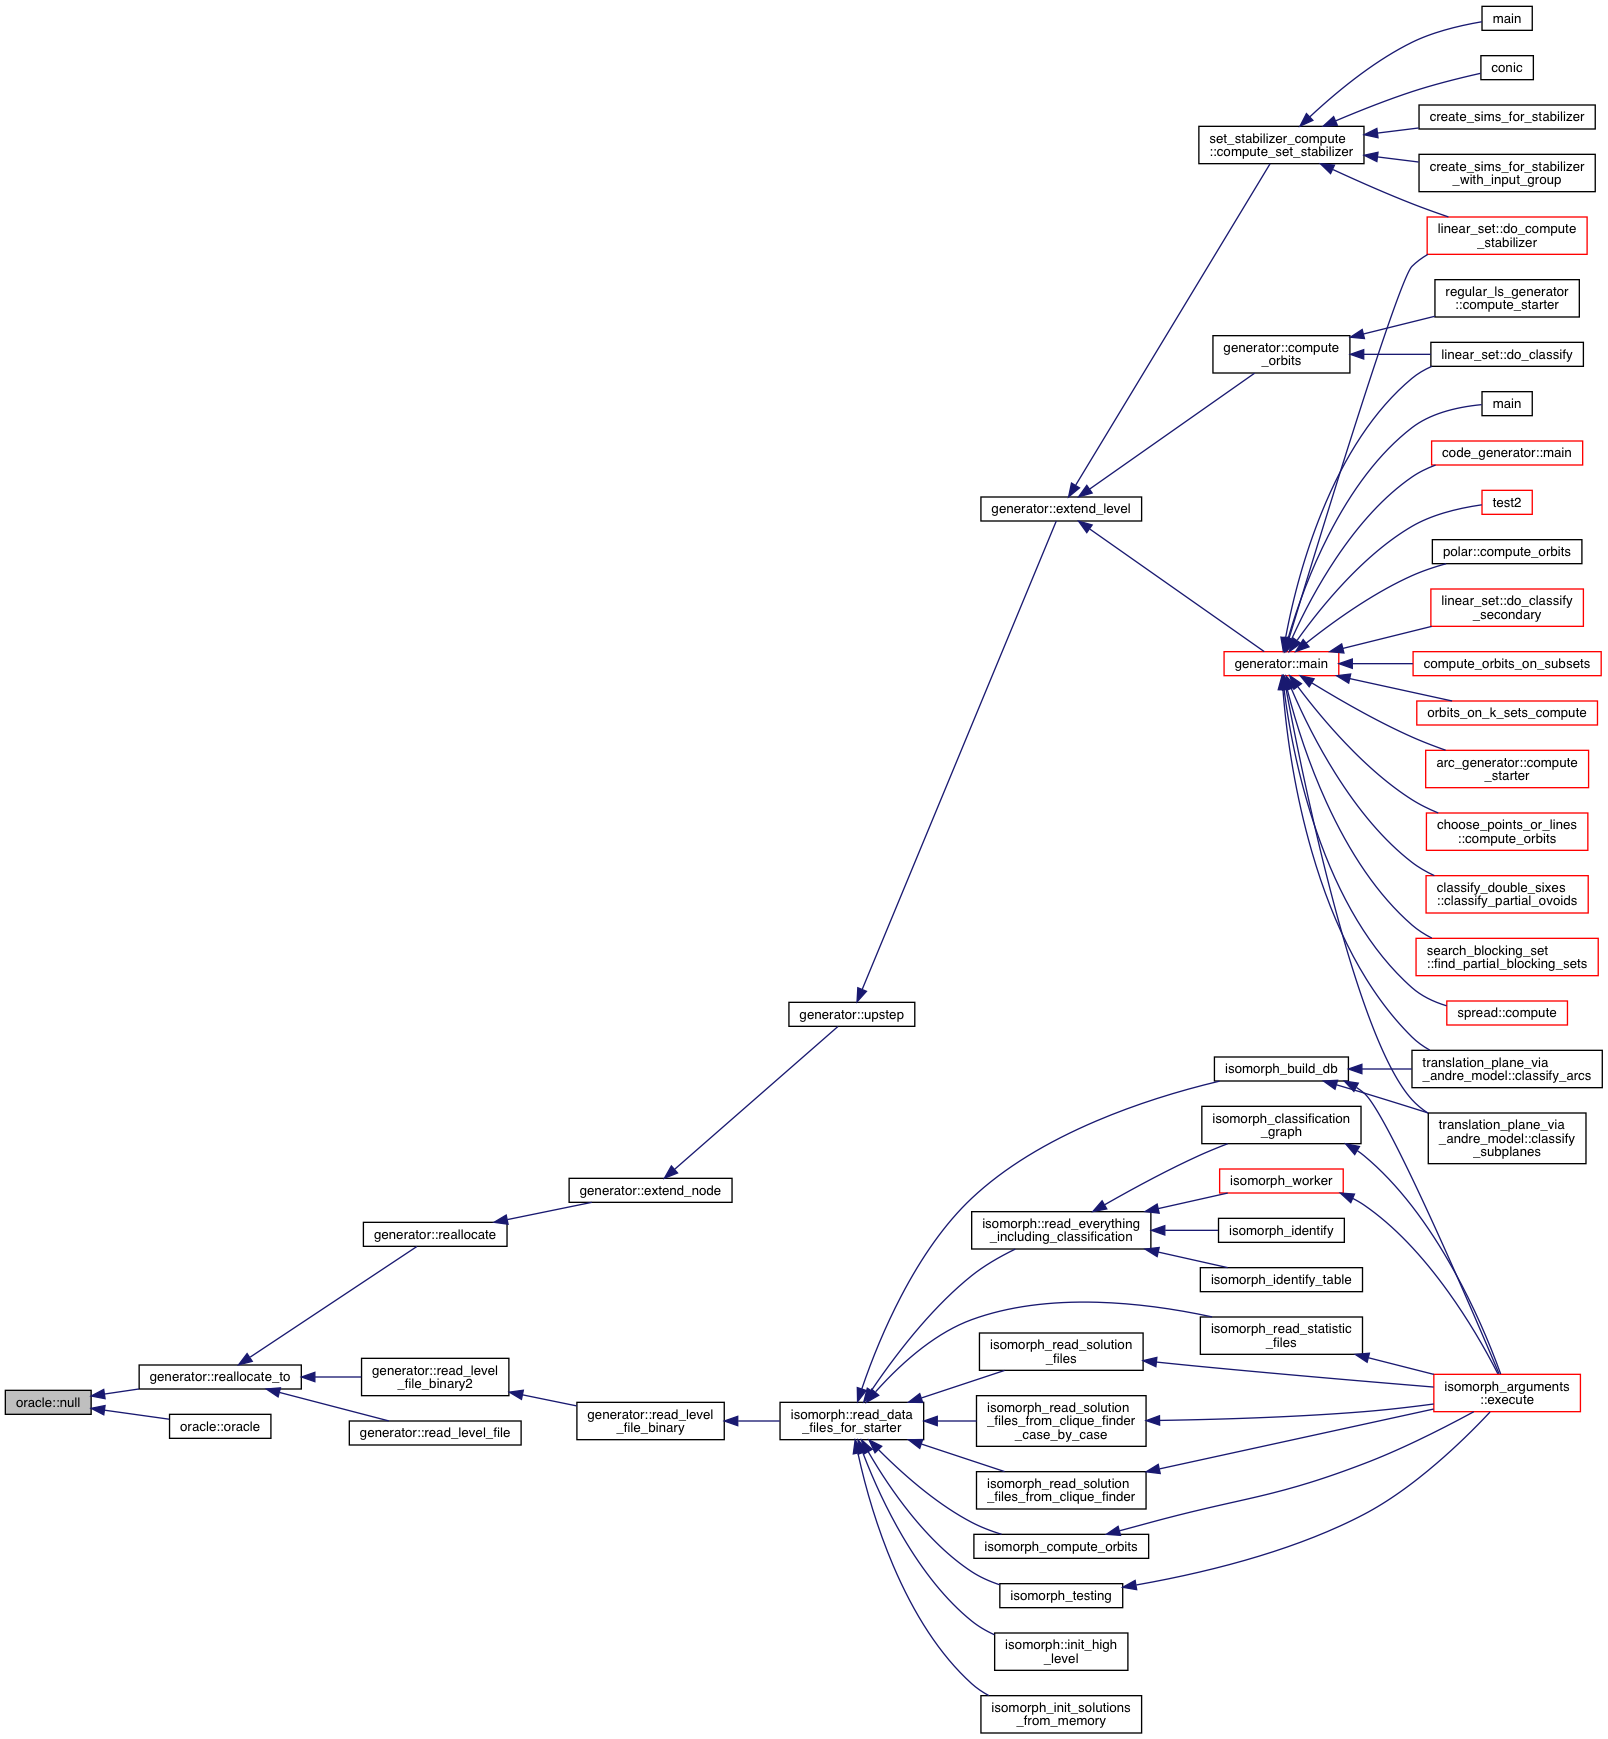 main
conic
create_sims_for_stabilizer
set_stabilizer_compute
::compute_set_stabilizer
create_sims_for_stabilizer
_with_input_group
linear_set::do_compute
_stabilizer
regular_ls_generator
::compute_starter
generator::compute
_orbits
linear_set::do_classify
main
code_generator::main
test2
generator::extend_level
polar::compute_orbits
linear_set::do_classify
_secondary
generator::main
compute_orbits_on_subsets
orbits_on_k_sets_compute
arc_generator::compute
_starter
choose_points_or_lines
::compute_orbits
classify_double_sixes
::classify_partial_ovoids
search_blocking_set
::find_partial_blocking_sets
spread::compute
generator::upstep
isomorph_build_db
translation_plane_via
_andre_model::classify_arcs
isomorph_classification
_graph
translation_plane_via
_andre_model::classify
_subplanes
isomorph_worker
generator::extend_node
isomorph::read_everything
_including_classification
isomorph_identify
generator::reallocate
isomorph_identify_table
isomorph_read_statistic
_files
isomorph_read_solution
_files
generator::reallocate_to
generator::read_level
_file_binary2
isomorph_arguments
::execute
oracle::null
oracle::oracle
generator::read_level_file
generator::read_level
_file_binary
isomorph::read_data
_files_for_starter
isomorph_read_solution
_files_from_clique_finder
_case_by_case
isomorph_read_solution
_files_from_clique_finder
isomorph_compute_orbits
isomorph_testing
isomorph::init_high
_level
isomorph_init_solutions
_from_memory